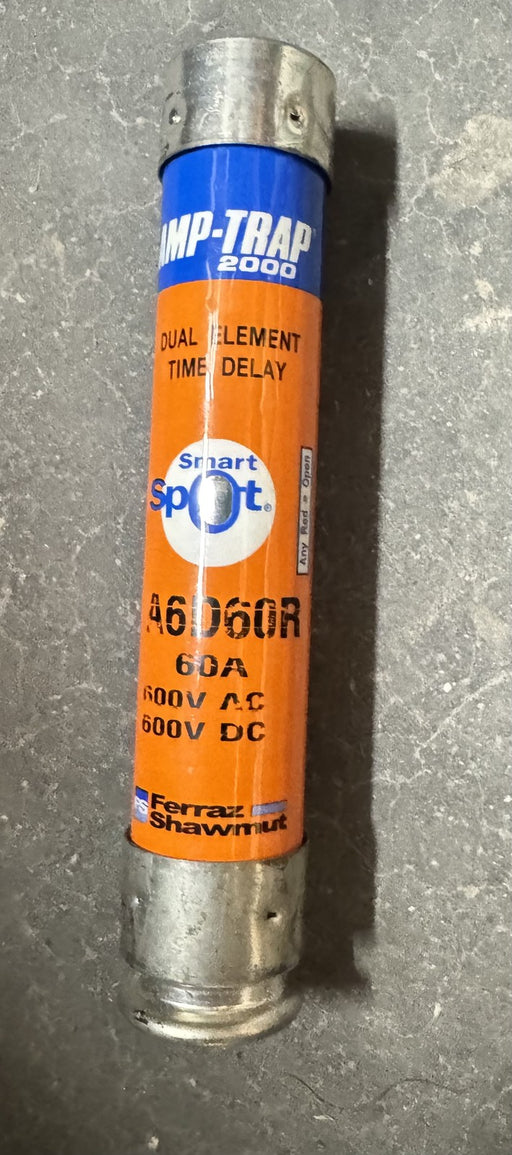 AMP-TRAP
2000
DUAL ELEMENT
TIME DELAY
Smart
Spot®
Any Red = Open
A6D60R
60A
600V AC
600V DC
Ferraz
Shawmut